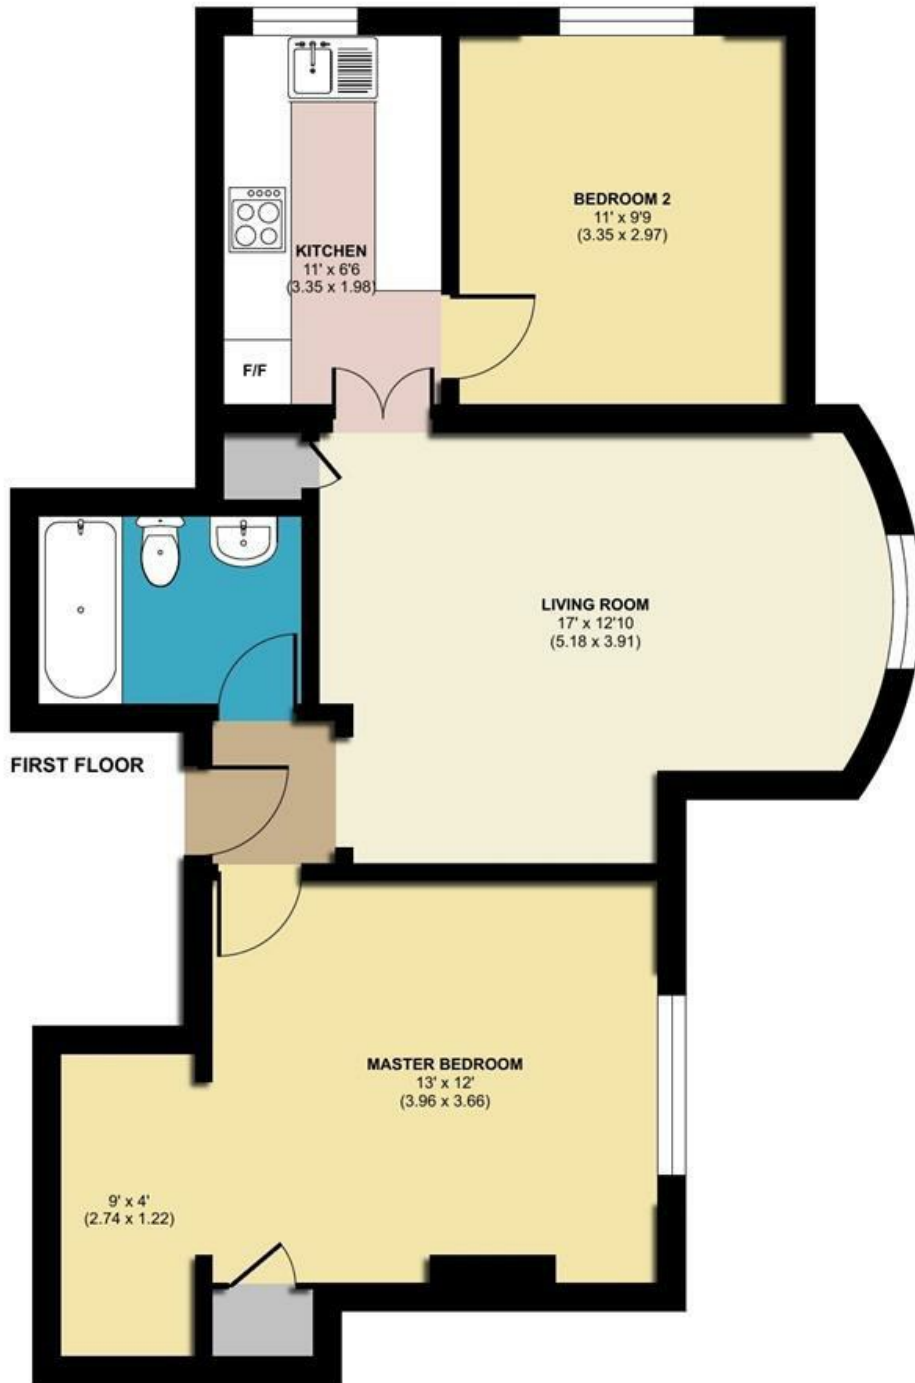 BEDROOM 2
11' x 9'9
(3.35 x 2.97)
KITCHEN
11' x 6'6
(3.35 x 1.98)
F/F
LIVING ROOM
17' x 12'10
(5.18 x 3.91)
FIRST FLOOR
MASTER BEDROOM
13' x 12'
(3.96 x 3.66)
9' x 4'
(2.74 x 1.22)